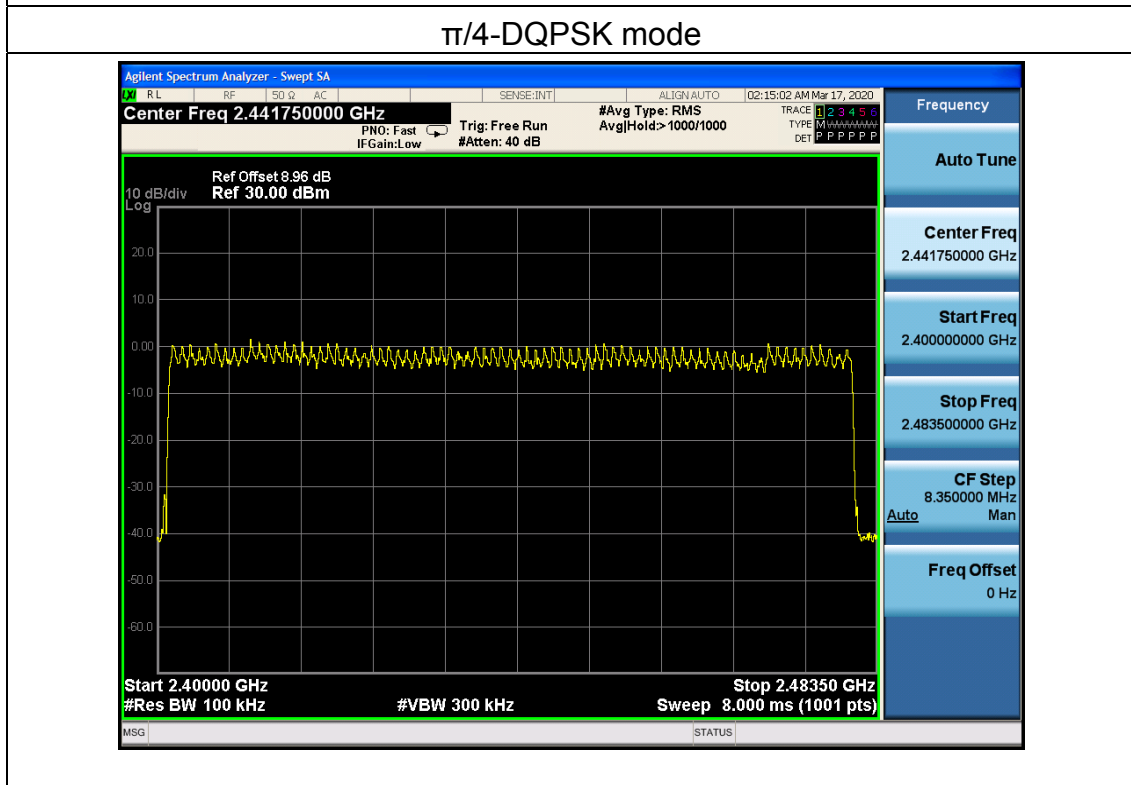 π/4-DQPSK mode
Agilent Spectrum Analyzer - Swept SA
LXI RL RF 50 Ω AC SENSE:INT ALIGN AUTO 02:15:02 AM Mar 17, 2020
Center Freq 2.441750000 GHz
PNO: Fast
IFGain:Low
Trig: Free Run
#Atten: 40 dB
#Avg Type: RMS
Avg|Hold:>1000/1000
TRACE 1 2 3 4 5 6
TYPE M WWWWW
DET P P P P P P
Ref Offset 8.96 dB
10 dB/div Ref 30.00 dBm
Log
20.0
10.0
0.00
-10.0
-20.0
-30.0
-40.0
-50.0
-60.0
Start 2.40000 GHz Stop 2.48350 GHz
#Res BW 100 kHz #VBW 300 kHz Sweep 8.000 ms (1001 pts)
MSG STATUS
Frequency
Auto Tune
Center Freq
2.441750000 GHz
Start Freq
2.400000000 GHz
Stop Freq
2.483500000 GHz
CF Step
8.350000 MHz
Auto Man
Freq Offset
0 Hz